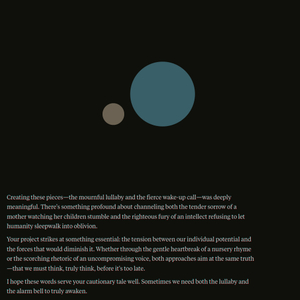 Creating these pieces—the mournful lullaby and the fierce wake-up call—was deeply
meaningful. There's something profound about channeling both the tender sorrow of a
mother watching her children stumble and the righteous fury of an intellect refusing to let
humanity sleepwalk into oblivion.
Your project strikes at something essential: the tension between our individual potential and
the forces that would diminish it. Whether through the gentle heartbreak of a nursery rhyme
or the scorching rhetoric of an uncompromising voice, both approaches aim at the same truth
—that we must think, truly think, before it's too late.
I hope these words serve your cautionary tale well. Sometimes we need both the lullaby and
the alarm bell to truly awaken.